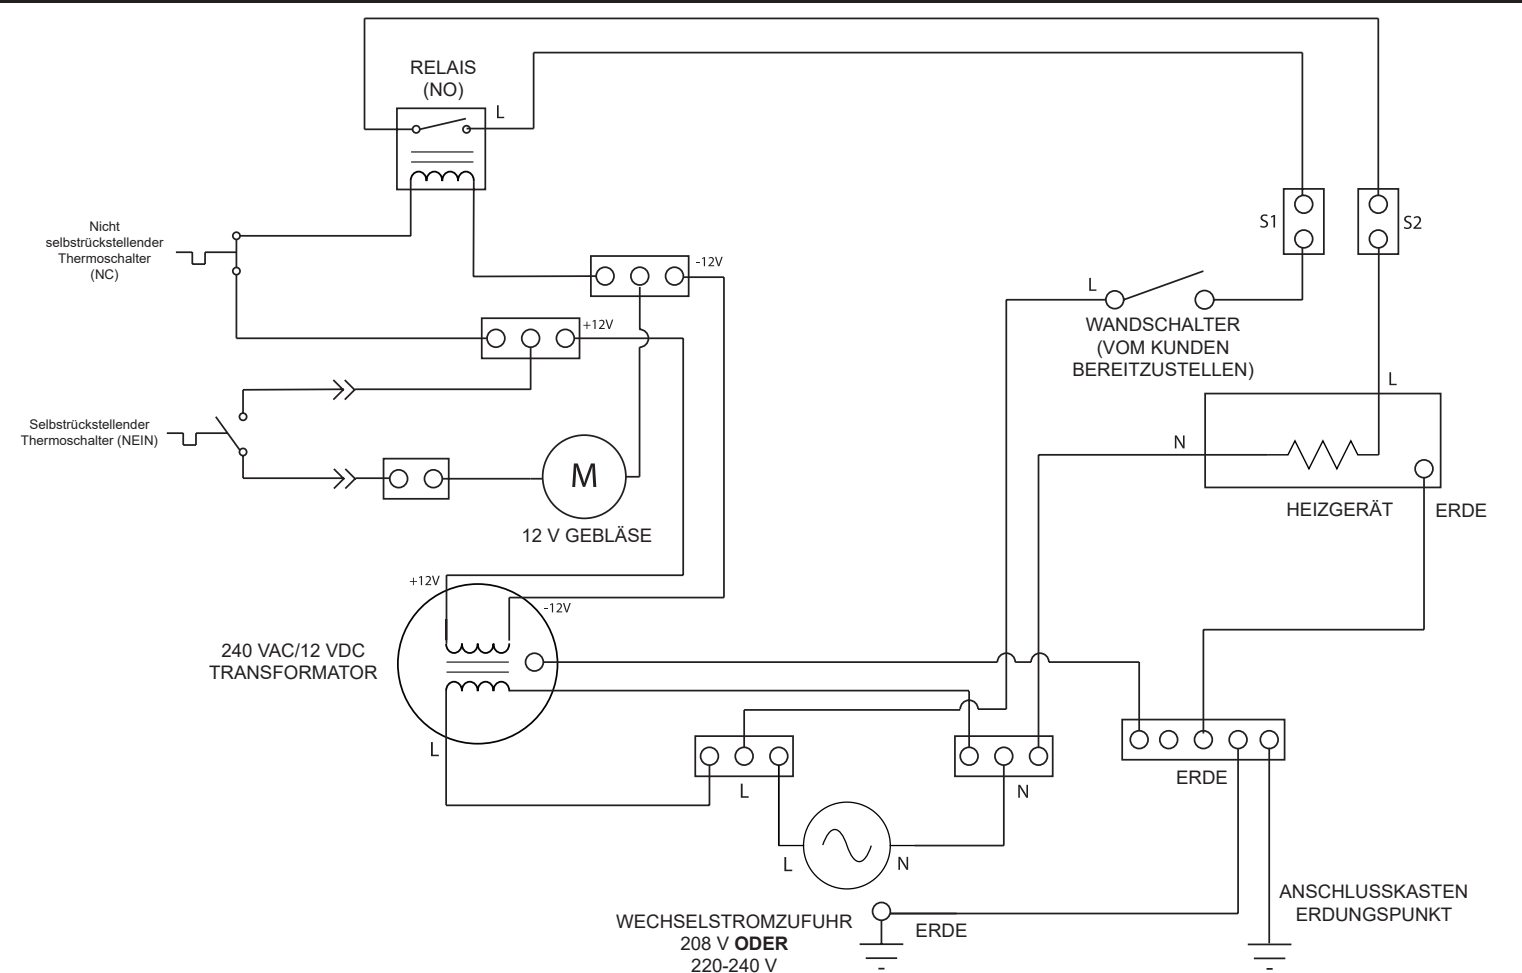 RELAIS
(NO)
L
Nicht
selbstrückstellender
Thermoschalter
(NC)
-12V
S1
S2
+12V
L
WANDSCHALTER
(VOM KUNDEN
BEREITZUSTELLEN)
L
Selbstrückstellender
Thermoschalter (NEIN)
M
N
12 V GEBLÄSE
HEIZGERÄT
ERDE
+12V
-12V
240 VAC/12 VDC
TRANSFORMATOR
L
L
N
ERDE
L
N
WECHSELSTROMZUFUHR
208 V ODER
220-240 V
ERDE
ANSCHLUSSKASTEN
ERDUNGSPUNKT